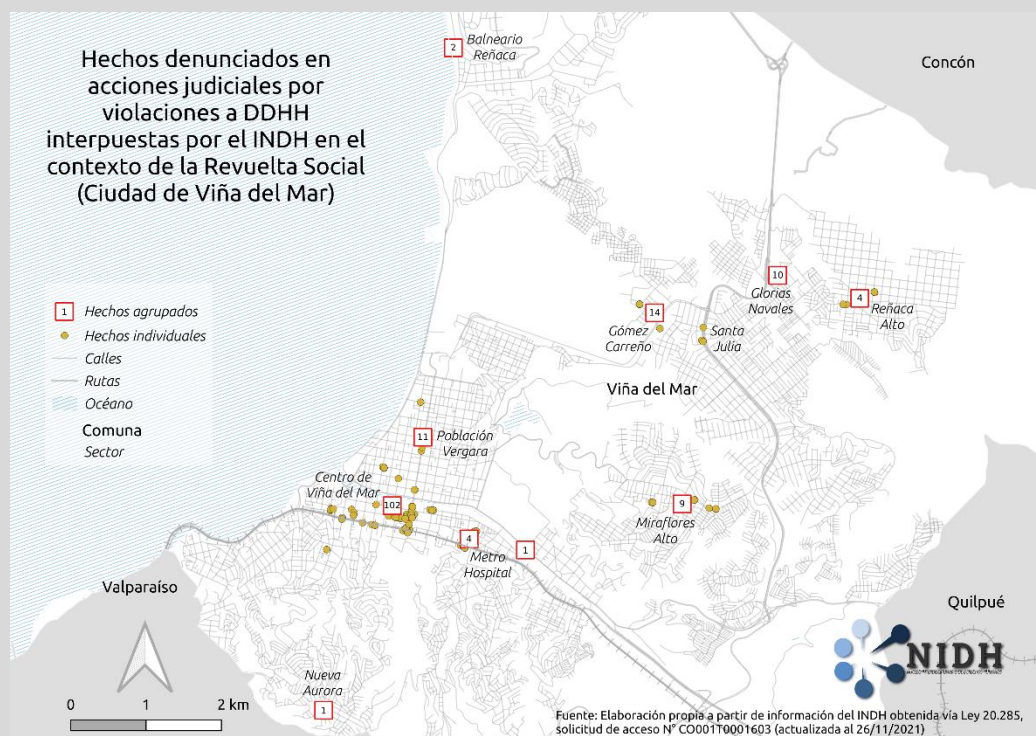 Hechos denunciados en
acciones judiciales por
violaciones a DDHH
interpuestas por el INDH en el
contexto de la Revuelta Social
(Ciudad de Viña del Mar)
2
Balneario
Reñaca
Concón
1 Hechos agrupados
Hechos individuales
Calles
Rutas
Océano
Comuna
Sector
10
Glorias
Navales
4
Reñaca
Alto
14
Gómez
Carreño
Santa
Julia
Viña del Mar
11
Población
Vergara
Centro de
Viña del Mar
102
9
Miraflores
Alto
4
Metro
Hospital
1
Valparaíso
Quilpué
Nueva
Aurora
1
0 1 2 km
NIDH
Fuente: Elaboración propia a partir de información del INDH obtenida vía Ley 20.285,
solicitud de acceso N° CO001T0001603 (actualizada al 26/11/2021)